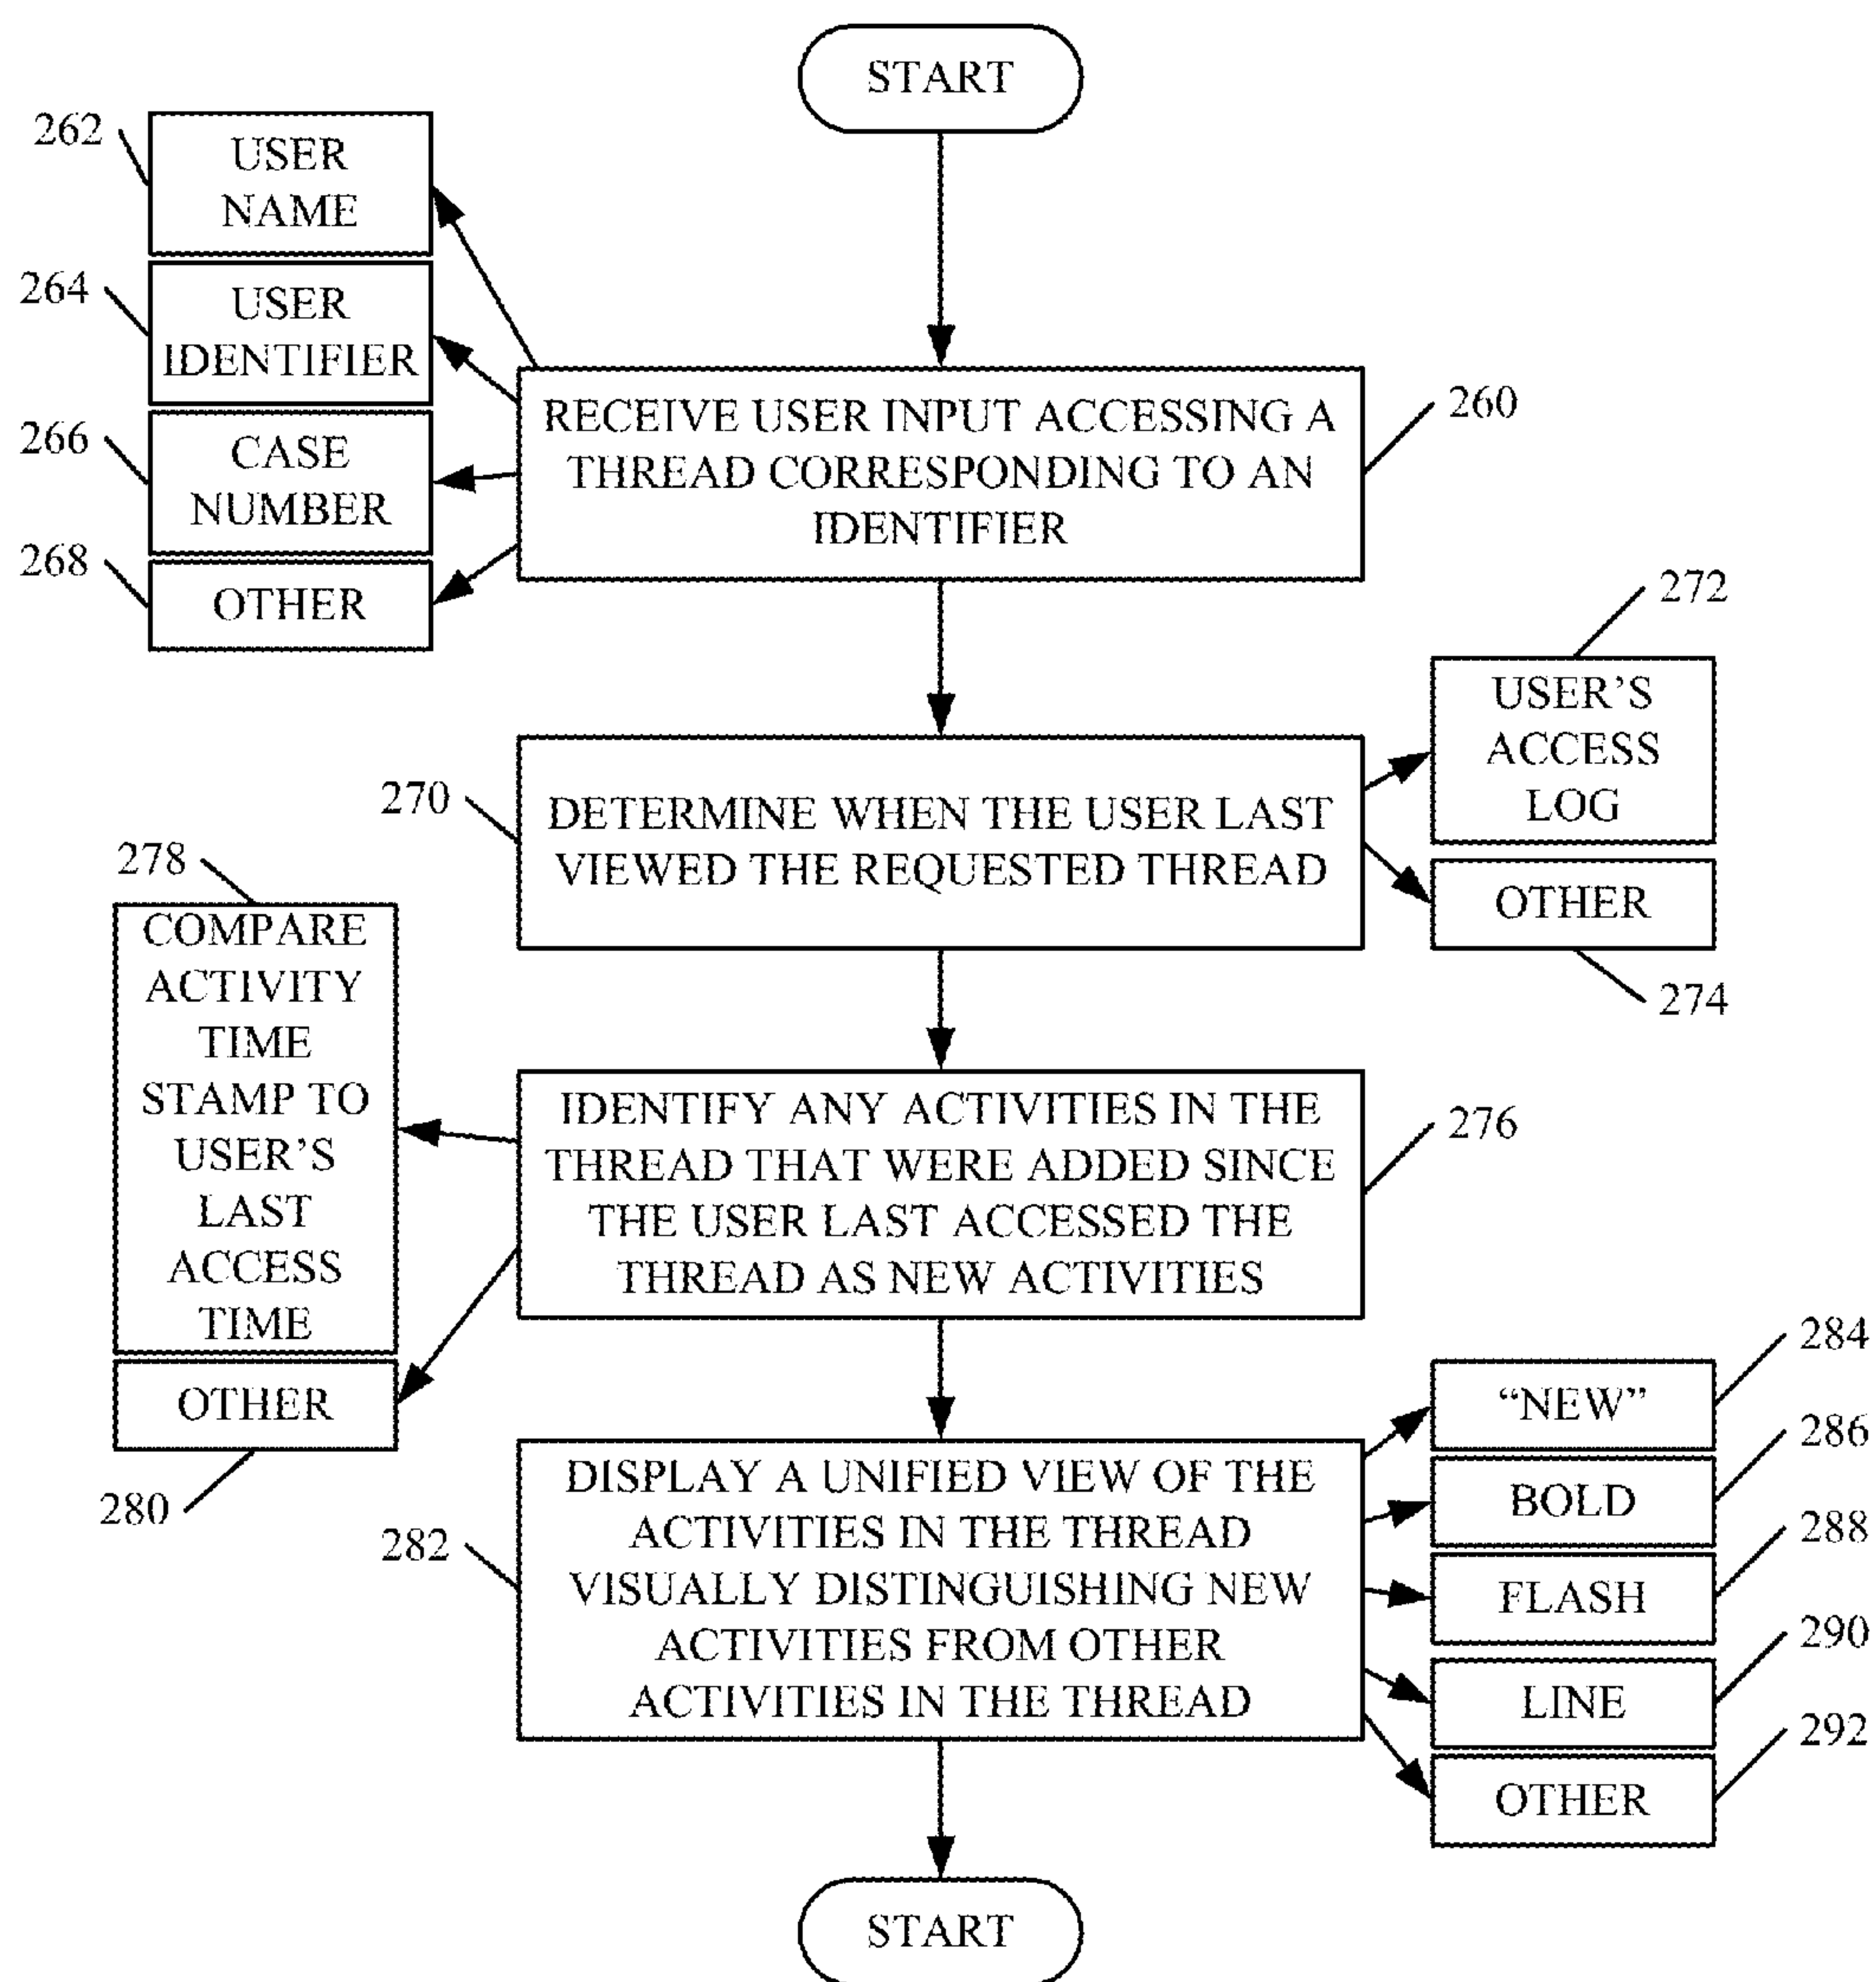 START
262
USER
NAME
264
USER
IDENTIFIER
266
CASE
NUMBER
268
OTHER
RECEIVE USER INPUT ACCESSING A
THREAD CORRESPONDING TO AN
IDENTIFIER
260
272
USER’S
ACCESS
LOG
OTHER
274
270
DETERMINE WHEN THE USER LAST
VIEWED THE REQUESTED THREAD
278
COMPARE
ACTIVITY
TIME
STAMP TO
USER’S
LAST
ACCESS
TIME
OTHER
280
IDENTIFY ANY ACTIVITIES IN THE
THREAD THAT WERE ADDED SINCE
THE USER LAST ACCESSED THE
THREAD AS NEW ACTIVITIES
276
282
DISPLAY A UNIFIED VIEW OF THE
ACTIVITIES IN THE THREAD
VISUALLY DISTINGUISHING NEW
ACTIVITIES FROM OTHER
ACTIVITIES IN THE THREAD
284
“NEW”
286
BOLD
288
FLASH
290
LINE
292
OTHER
START